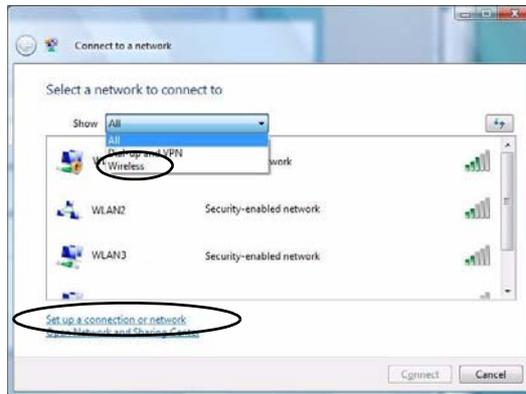 Connect to a network
Select a network to connect to
Show All
All
Dial-up and VPN
Wireless
work
WLAN2 Security-enabled network
WLAN3 Security-enabled network
Set up a connection or network
Open Network and Sharing Center
Connect Cancel